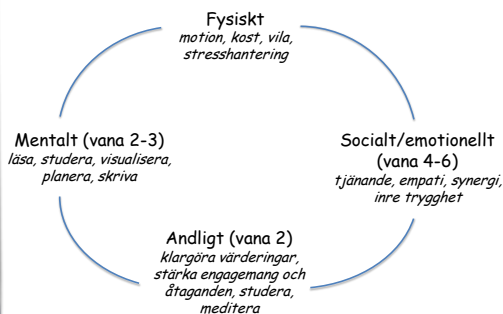 Fysiskt
motion, kost, vila,
stresshantering
Mentalt (vana 2-3)
läsa, studera, visualisera,
planera, skriva
Socialt/emotionellt
(vana 4-6)
tjänande, empati, synergi,
inre trygghet
Andligt (vana 2)
klargöra värderingar,
stärka engagemang och
åtaganden, studera,
meditera